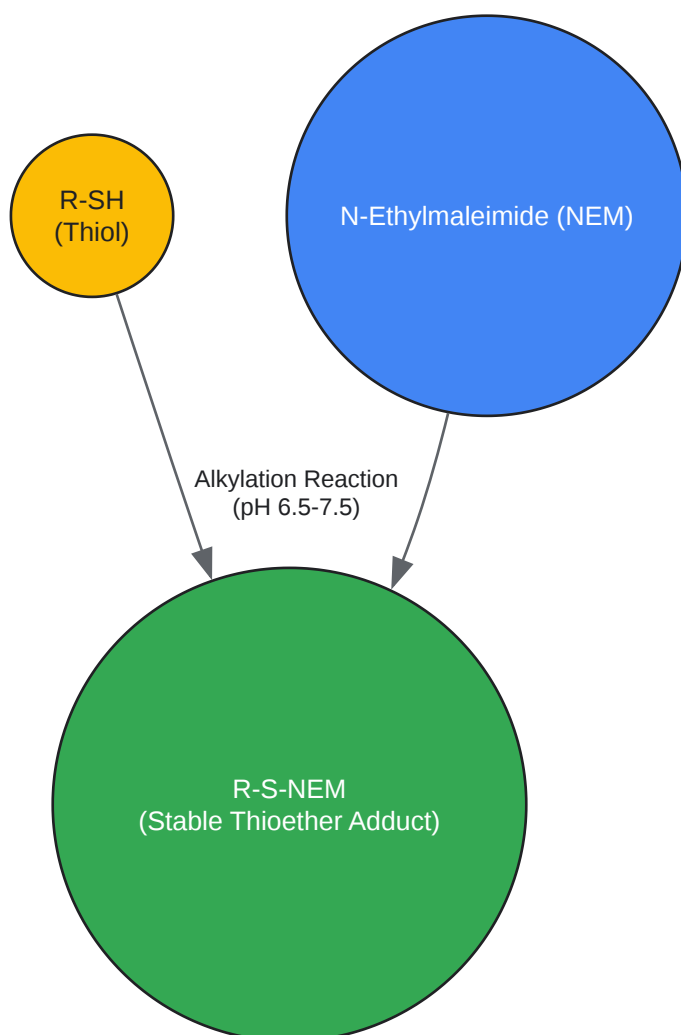 R-SH
(Thiol)
N-Ethylmaleimide (NEM)
Alkylation Reaction
(pH 6.5-7.5)
R-S-NEM
(Stable Thioether Adduct)